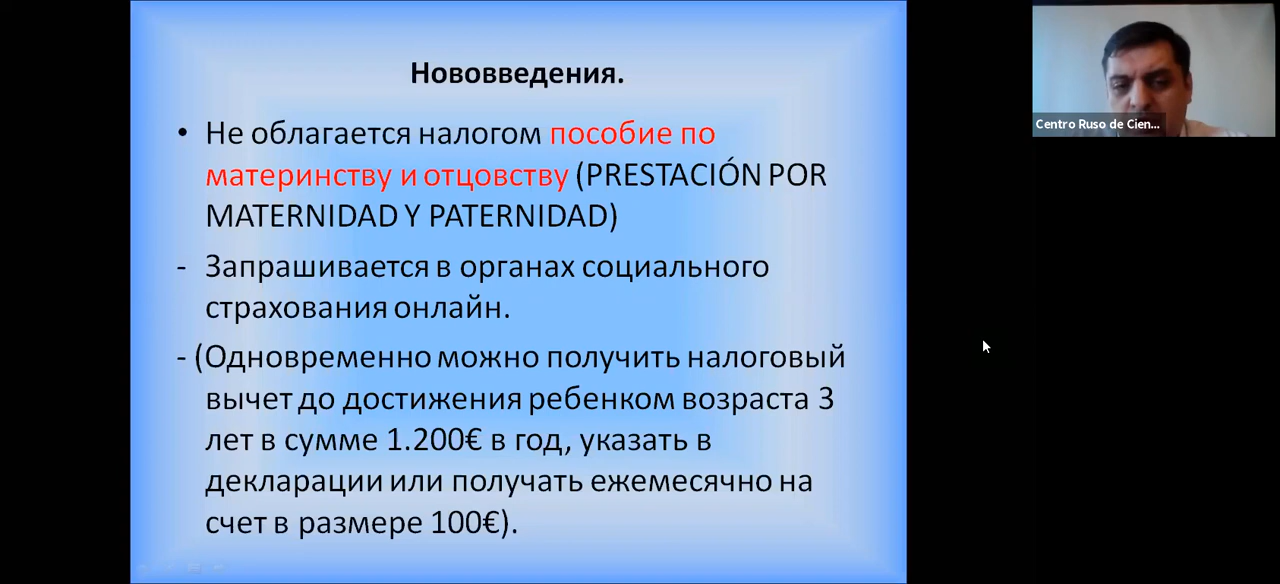 Нововведения.
• Не облагается налогом пособие по
материнству и отцовству (PRESTACIÓN POR
MATERNIDAD Y PATERNIDAD)
- Запрашивается в органах социального
страхования онлайн.
- (Одновременно можно получить налоговый
вычет до достижения ребенком возраста 3
лет в сумме 1.200€ в год, указать в
декларации или получать ежемесячно на
счет в размере 100€).
Centro Ruso de Cien...